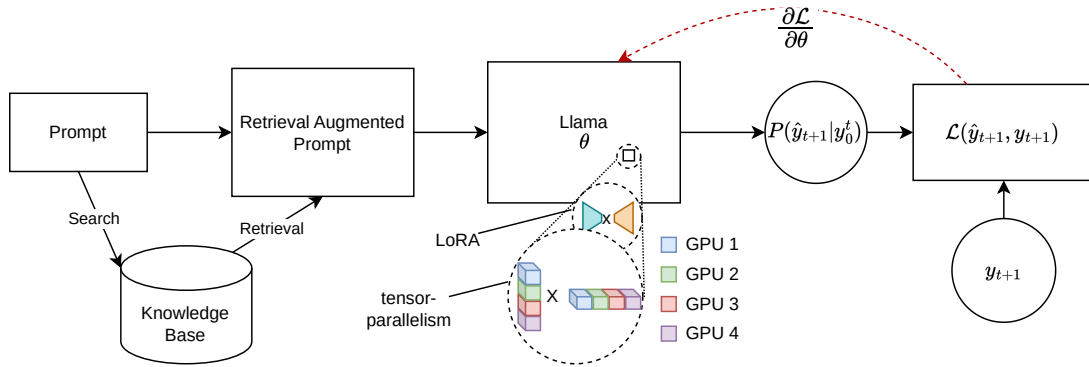 ∂ℒ/∂θ
Prompt
Retrieval Augmented
Prompt
Llama
θ
P(ŷ_{t+1}|y_0^t)
ℒ(ŷ_{t+1}, y_{t+1})
Search
Retrieval
Knowledge
Base
LoRA
x
tensor-
parallelism
X
GPU 1
GPU 2
GPU 3
GPU 4
y_{t+1}